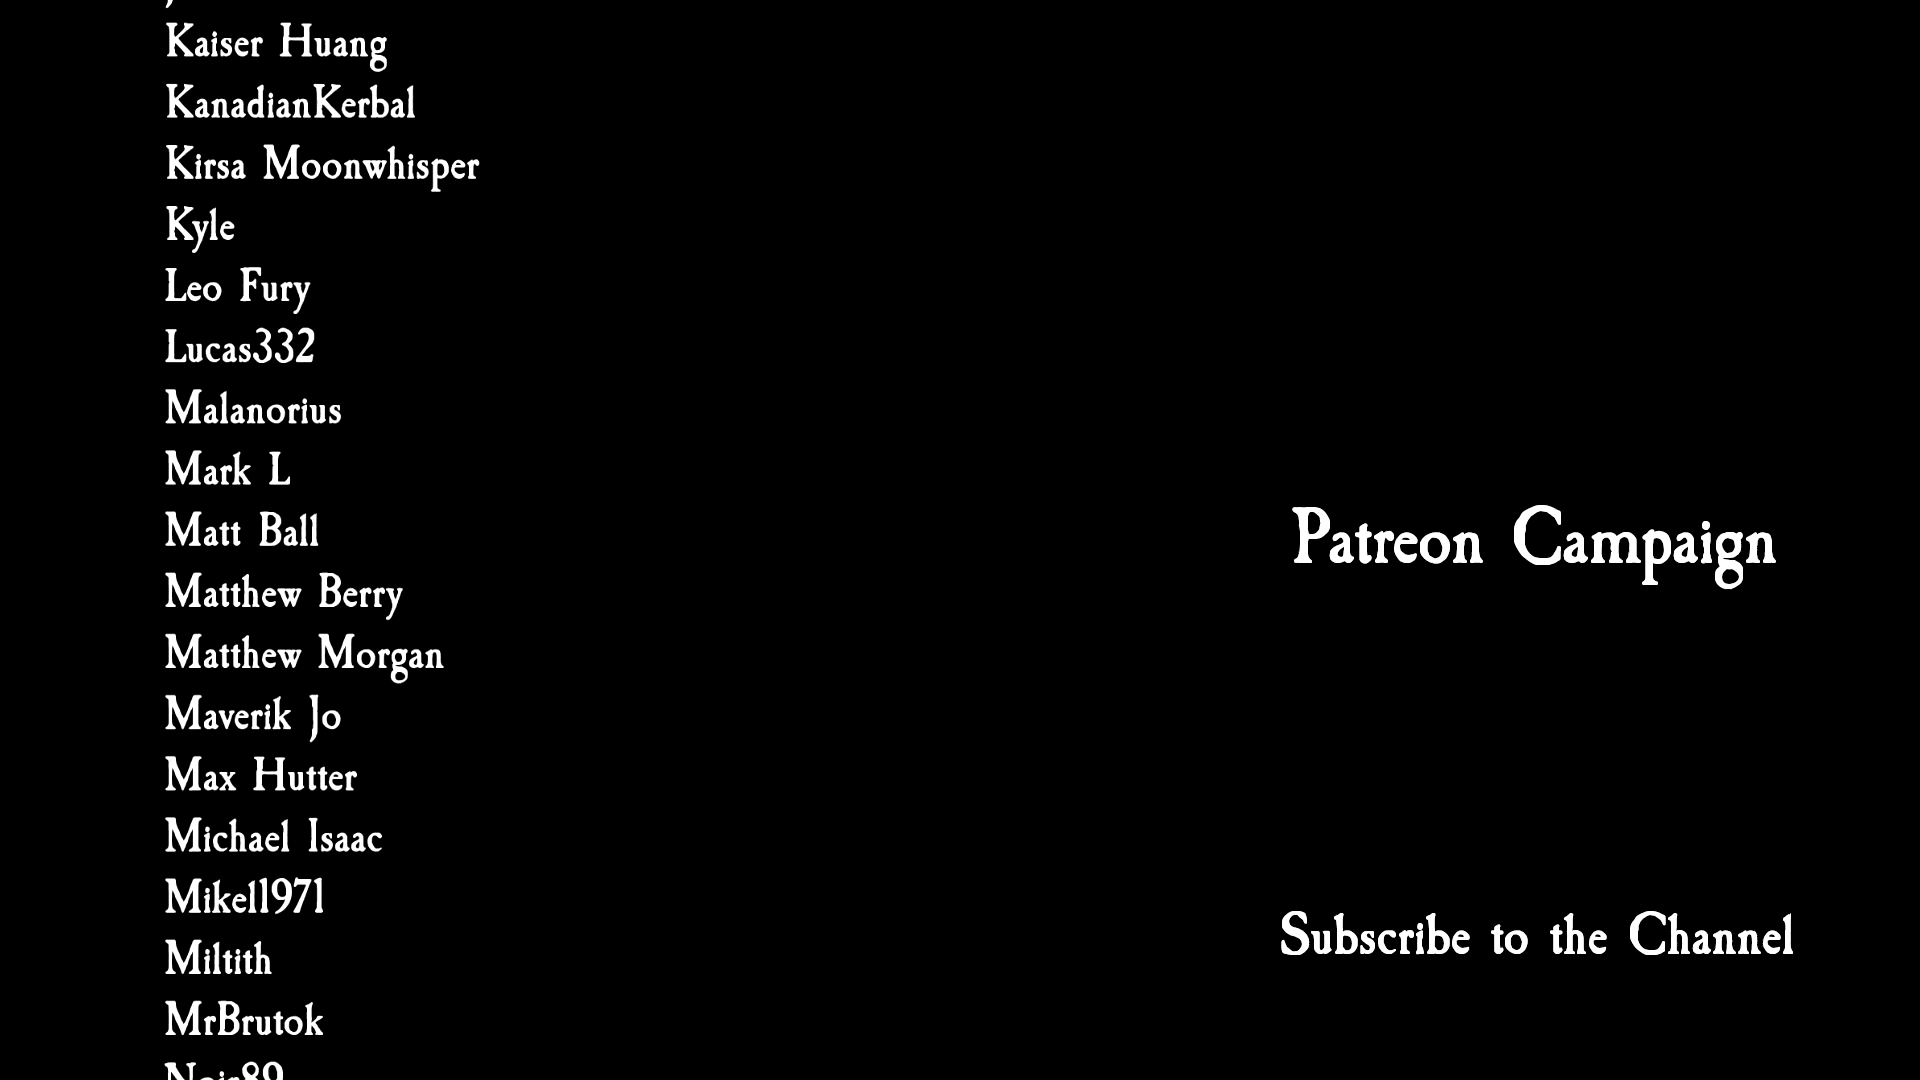 Kaiser Huang
KanadianKerbal
Kirsa Moonwhisper
Kyle
Leo Fury
Lucas332
Malanorius
Mark L
Matt Ball
Matthew Berry
Matthew Morgan
Maverik Jo
Max Hutter
Michael Isaac
Mikel1971
Miltith
MrBrutok
Noir89
Patreon Campaign
Subscribe to the Channel